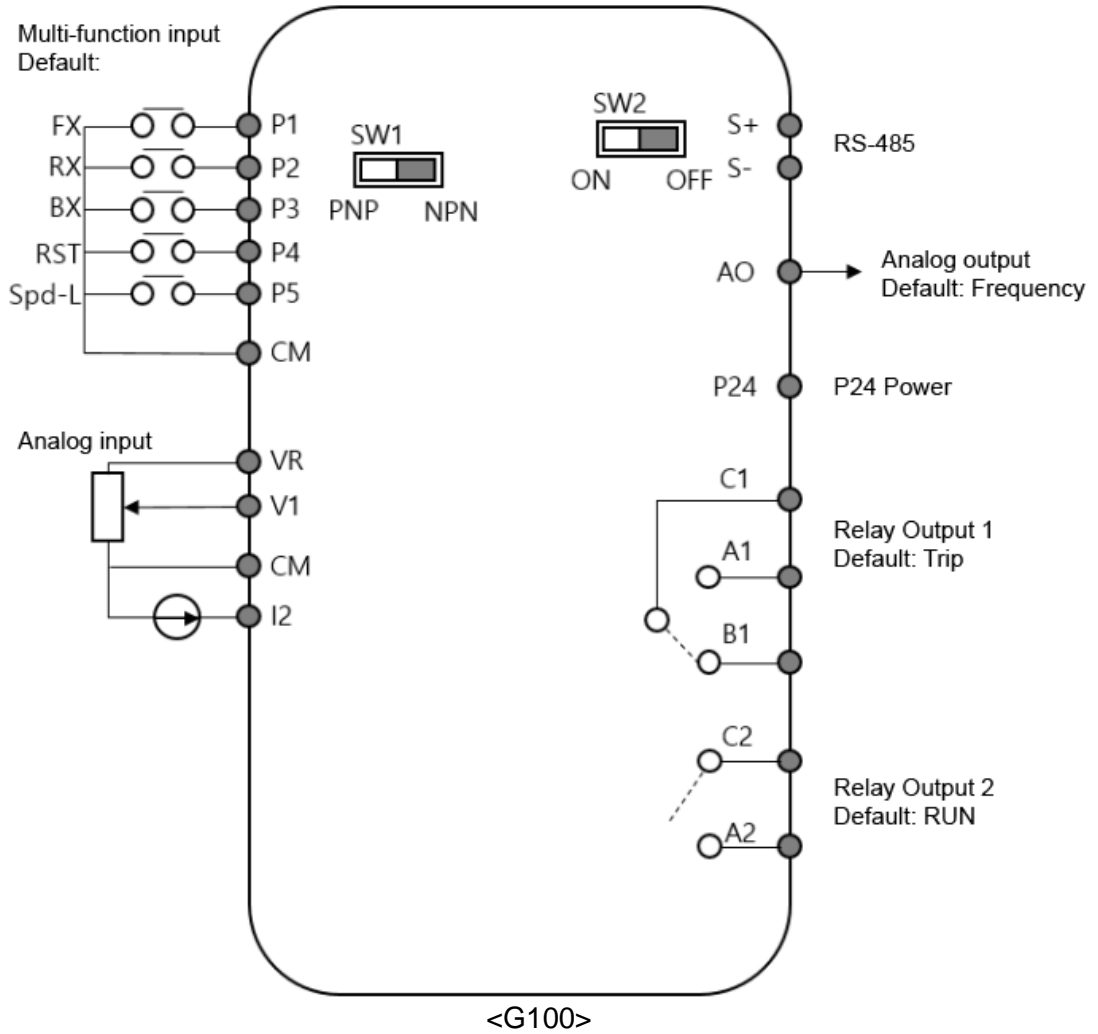 Multi-function input
Default:
FX
P1
RX
P2
BX
P3
RST
P4
Spd-L
P5
CM
SW1
PNP
NPN
SW2
ON
OFF
S+
S-
RS-485
AO
Analog output
Default: Frequency
P24
P24 Power
Analog input
VR
V1
CM
I2
C1
A1
B1
Relay Output 1
Default: Trip
C2
A2
Relay Output 2
Default: RUN
<G100>